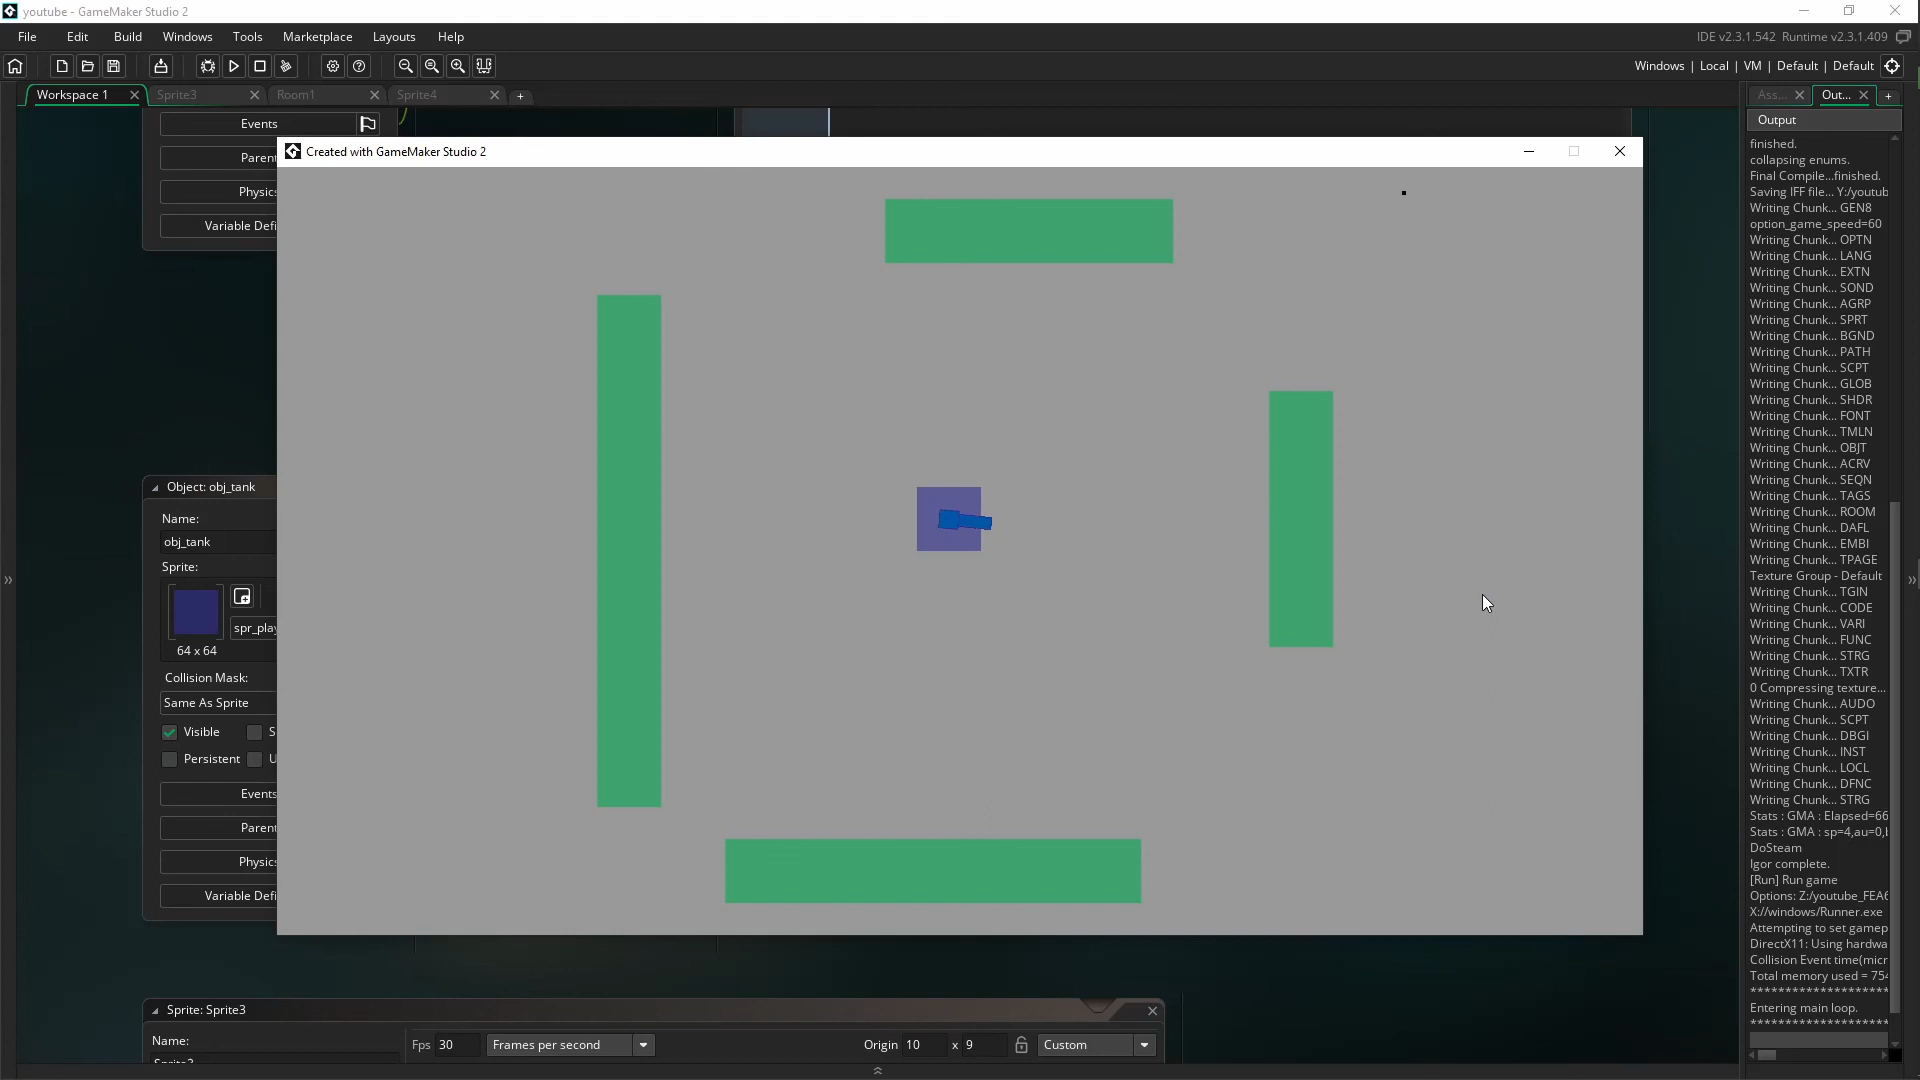 youtube - GameMaker Studio 2
File Edit Build Windows Tools Marketplace Layouts Help
IDE v2.3.1.542 Runtime v2.3.1.409
Windows | Local | VM | Default | Default
Workspace 1 Sprite3 Room1 Sprite4
Ass... Out...
Events
Parent
Physics
Variable Defi
Created with GameMaker Studio 2
Object: obj_tank
Name:
obj_tank
Sprite:
spr_play
64 x 64
Collision Mask:
Same As Sprite
Visible S
Persistent U
Events
Parent
Physics
Variable Defi
Sprite: Sprite3
Name:
Sprite3
Fps 30 Frames per second
Origin 10 x 9 Custom
Output
finished.
collapsing enums.
Final Compile...finished.
Saving IFF file... Y:/youtub
Writing Chunk... GEN8
option_game_speed=60
Writing Chunk... OPTN
Writing Chunk... LANG
Writing Chunk... EXTN
Writing Chunk... SOND
Writing Chunk... AGRP
Writing Chunk... SPRT
Writing Chunk... BGND
Writing Chunk... PATH
Writing Chunk... SCPT
Writing Chunk... GLOB
Writing Chunk... SHDR
Writing Chunk... FONT
Writing Chunk... TMLN
Writing Chunk... OBJT
Writing Chunk... ACRV
Writing Chunk... SEQN
Writing Chunk... TAGS
Writing Chunk... ROOM
Writing Chunk... DAFL
Writing Chunk... EMBI
Writing Chunk... TPAGE
Texture Group - Default
Writing Chunk... TGIN
Writing Chunk... CODE
Writing Chunk... VARI
Writing Chunk... FUNC
Writing Chunk... STRG
Writing Chunk... TXTR
0 Compressing texture...
Writing Chunk... AUDO
Writing Chunk... SCPT
Writing Chunk... DBGI
Writing Chunk... INST
Writing Chunk... LOCL
Writing Chunk... DFNC
Writing Chunk... STRG
Stats : GMA : Elapsed=66
Stats : GMA : sp=4,au=0,b
DoSteam
Igor complete.
[Run] Run game
Options: Z:/youtube_FEA6
X://windows/Runner.exe
Attempting to set gamep
DirectX11: Using hardwa
Collision Event time(micr
Total memory used = 754
**********************
Entering main loop.
**********************